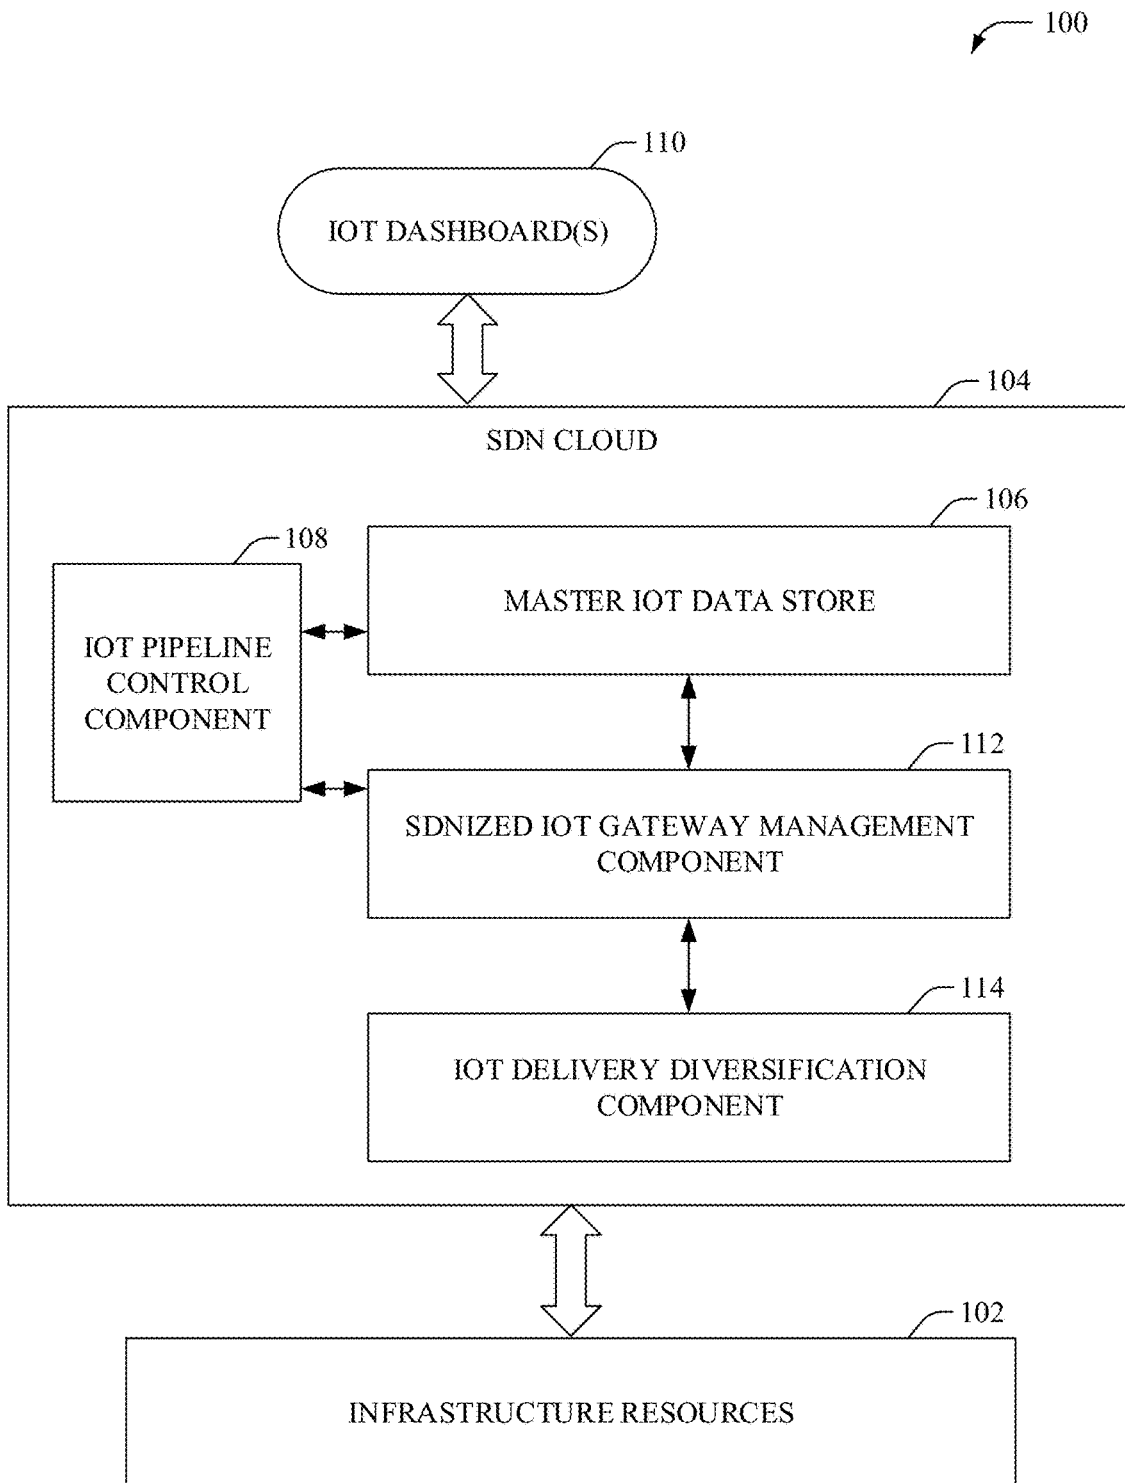 100
110
IOT DASHBOARD(S)
104
SDN CLOUD
106
108
MASTER IOT DATA STORE
IOT PIPELINE
CONTROL
COMPONENT
112
SDNIZED IOT GATEWAY MANAGEMENT
COMPONENT
114
IOT DELIVERY DIVERSIFICATION
COMPONENT
102
INFRASTRUCTURE RESOURCES